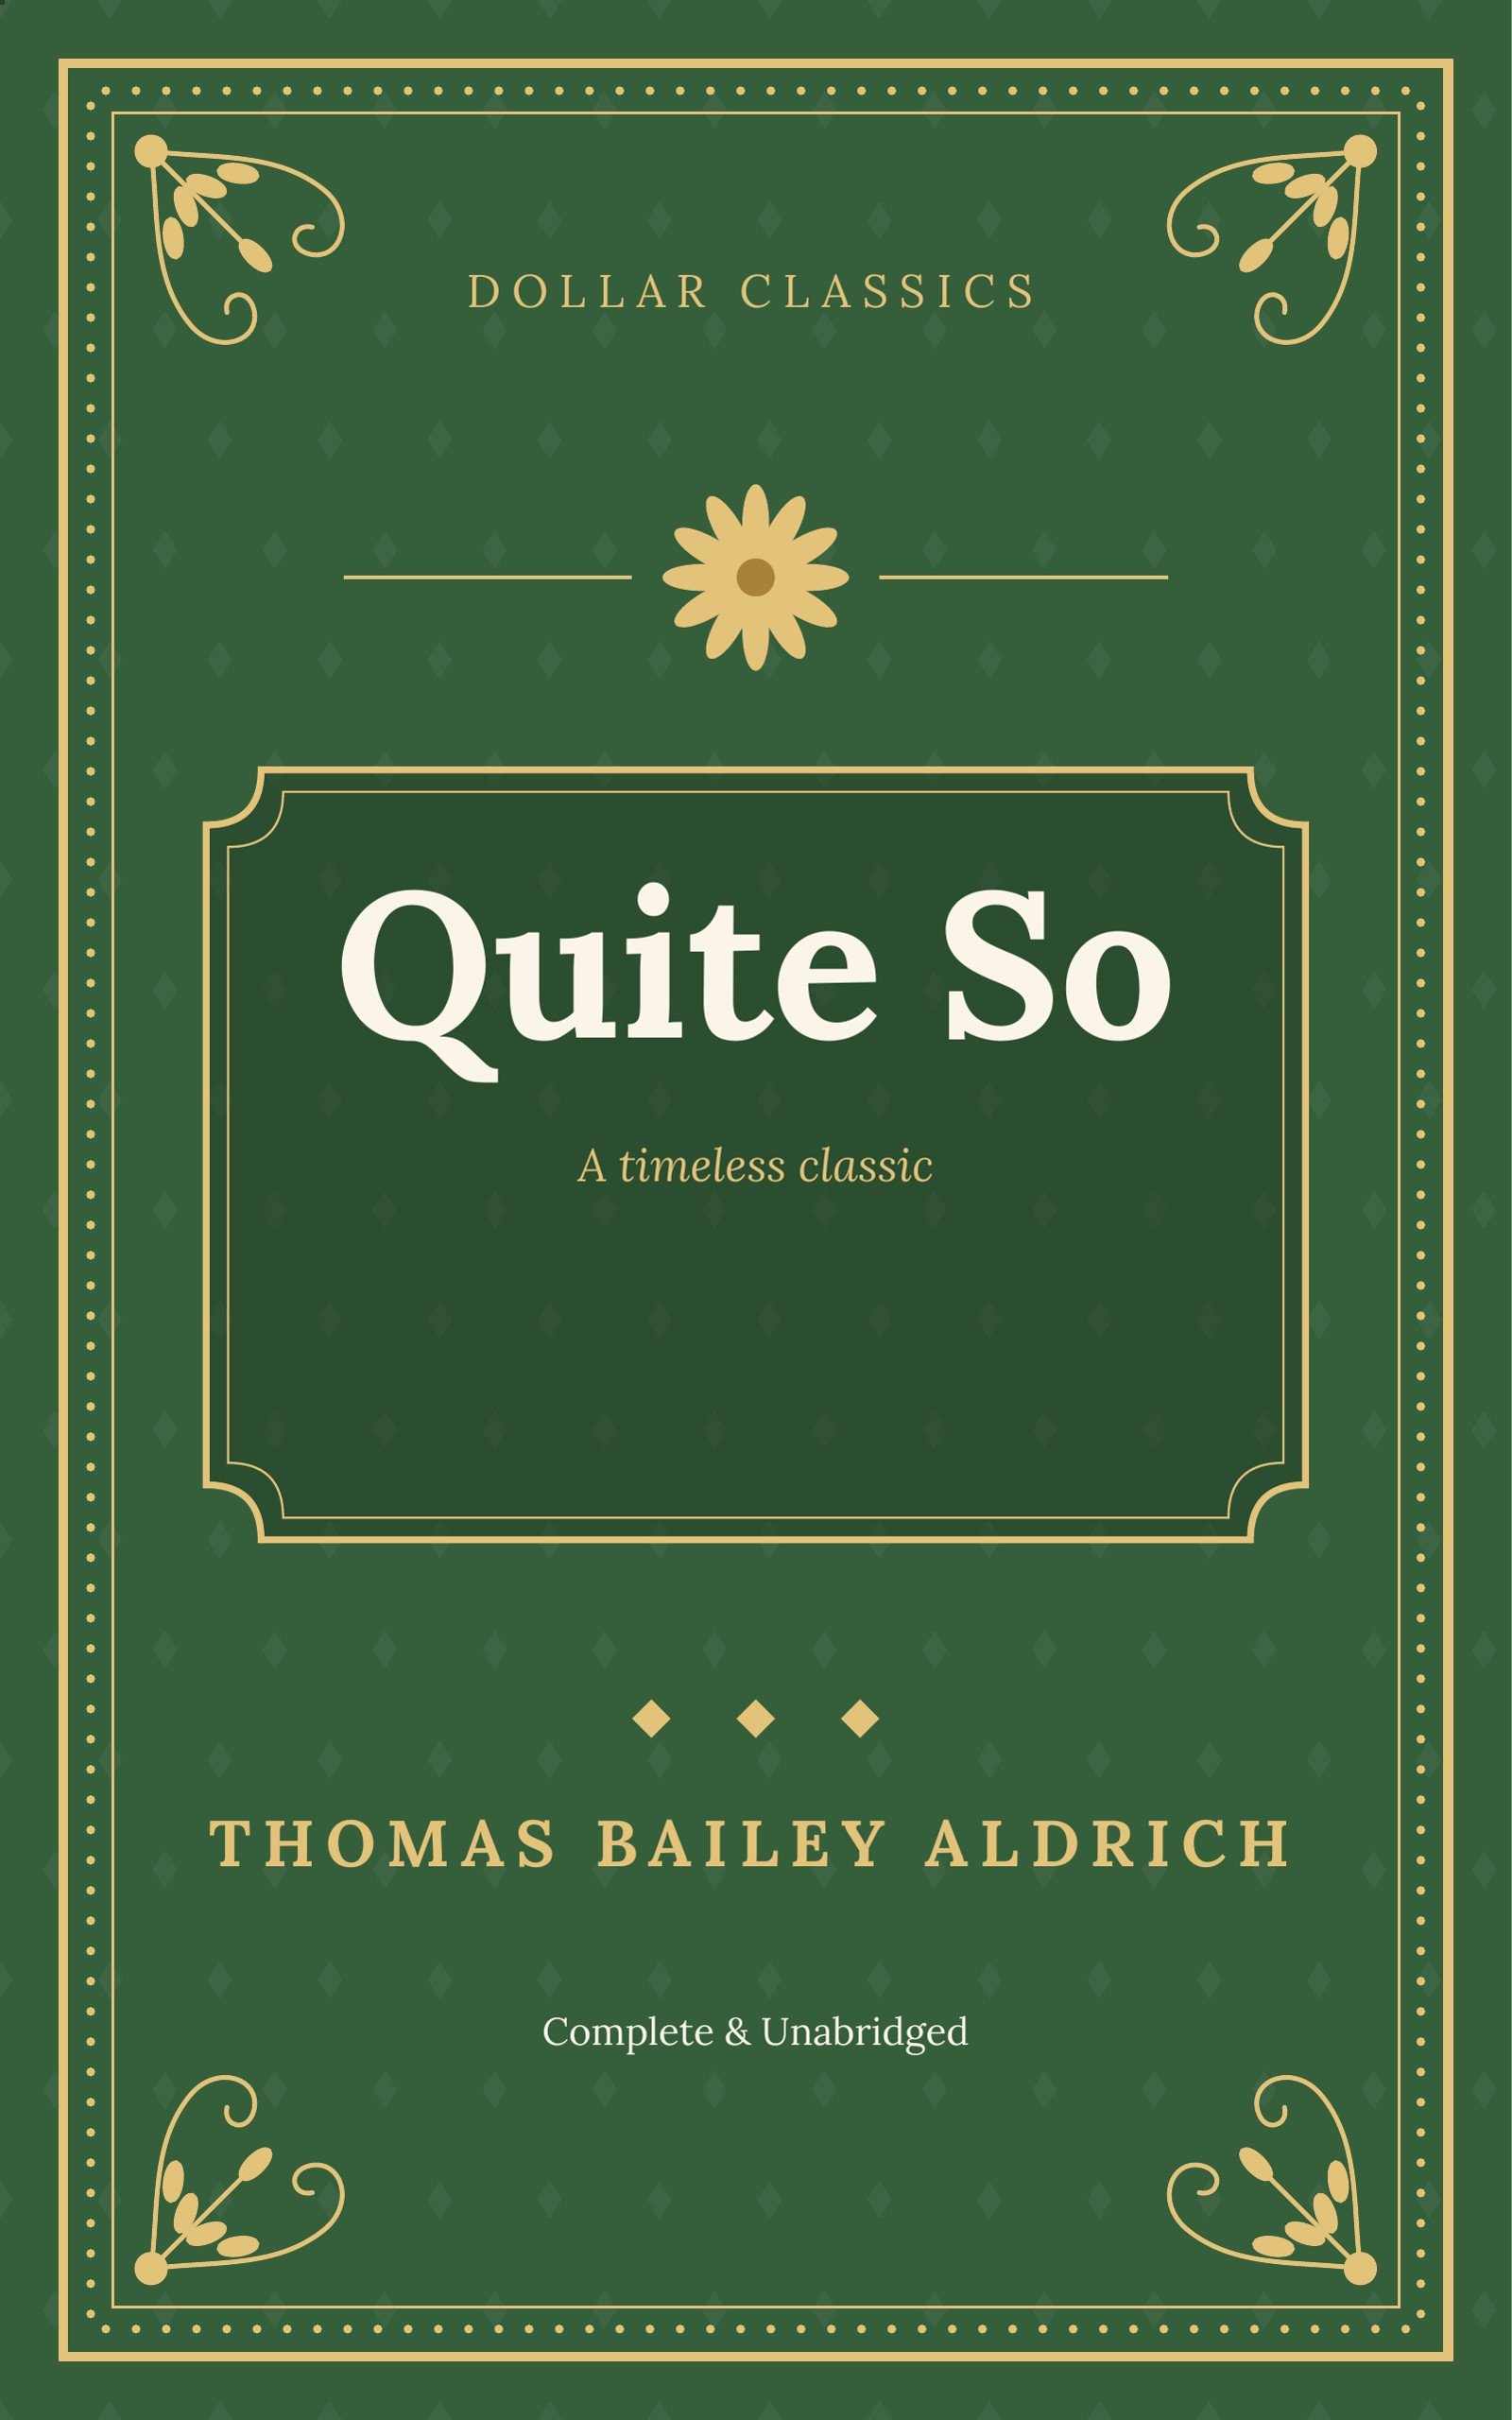 DOLLAR CLASSICS
Quite So
A timeless classic
THOMAS BAILEY ALDRICH
Complete & Unabridged